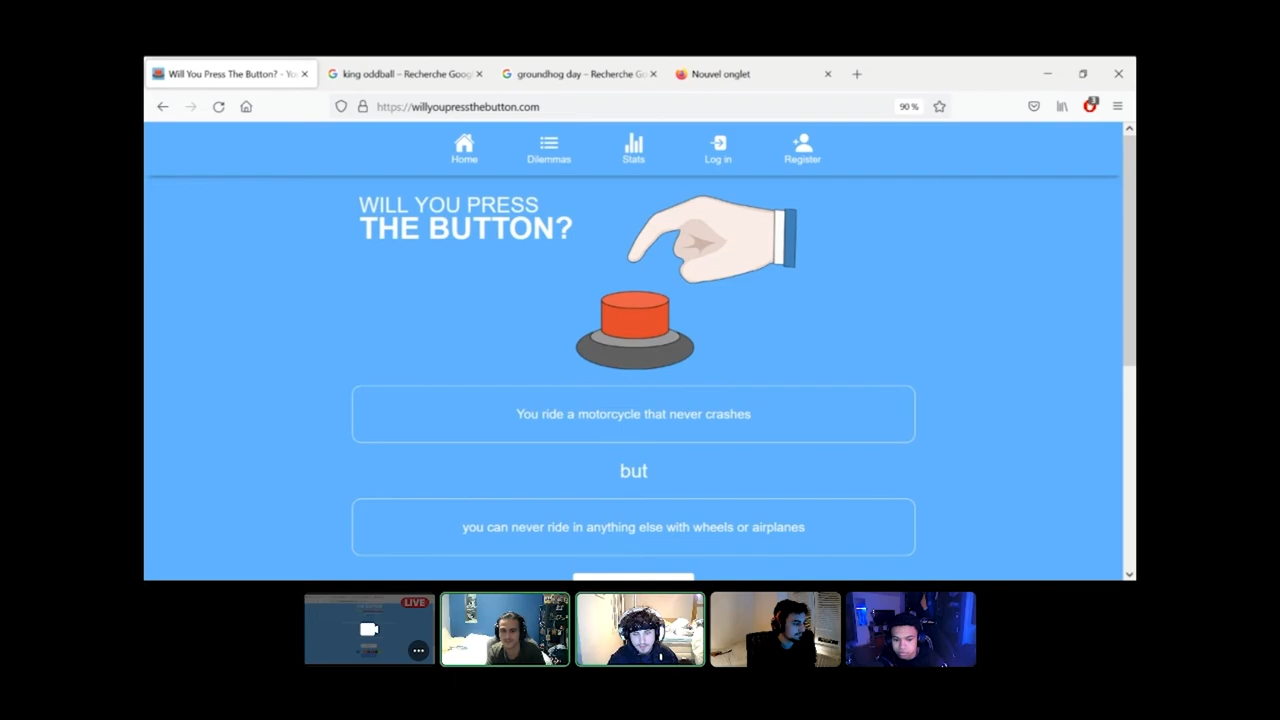 Will You Press The Button? - Yo
king oddball – Recherche Goog
groundhog day – Recherche Go
Nouvel onglet
https://willyoupressthebutton.com
90 %
3
Home
Dilemmas
Stats
Log in
Register
WILL YOU PRESS
THE BUTTON?
You ride a motorcycle that never crashes
but
you can never ride in anything else with wheels or airplanes
LIVE